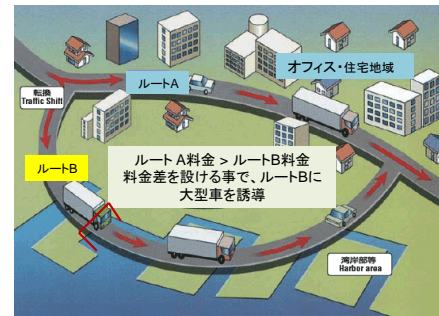 オフィス・住宅地域
ルートA
転換
Traffic Shift
ルートA料金 > ルートB料金
料金差を設ける事で、ルートBに
大型車を誘導
ルートB
湾岸部等
Harbor area